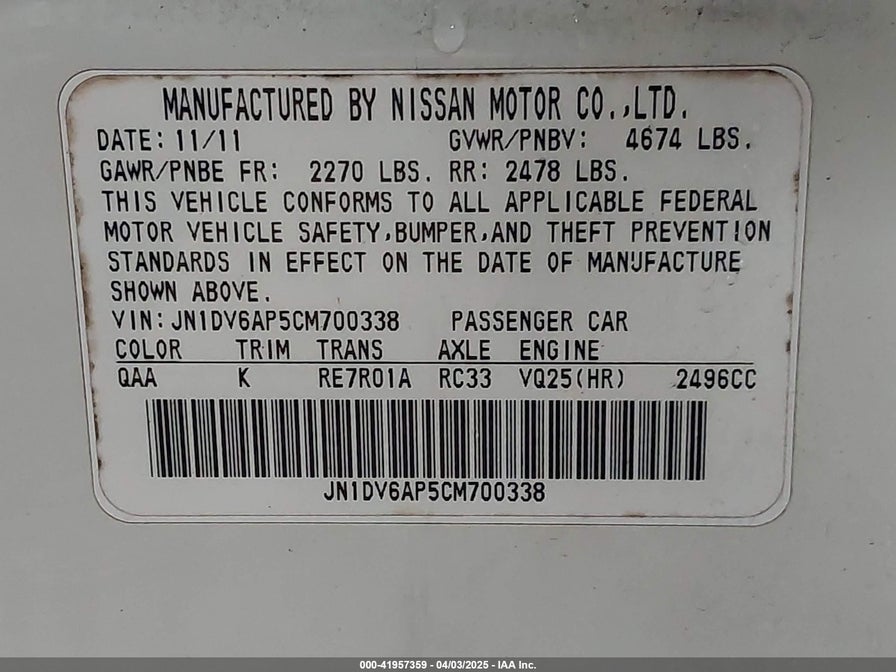 MANUFACTURED BY NISSAN MOTOR CO.,LTD.
DATE: 11/11 GVWR/PNBV: 4674 LBS.
GAWR/PNBE FR: 2270 LBS. RR: 2478 LBS.
THIS VEHICLE CONFORMS TO ALL APPLICABLE FEDERAL
MOTOR VEHICLE SAFETY,BUMPER,AND THEFT PREVENTION
STANDARDS IN EFFECT ON THE DATE OF MANUFACTURE
SHOWN ABOVE.
VIN: JN1DV6AP5CM700338 PASSENGER CAR
COLOR TRIM TRANS AXLE ENGINE
QAA K RE7R01A RC33 VQ25(HR) 2496CC
JN1DV6AP5CM700338
000-41957359 - 04/03/2025 - IAA Inc.